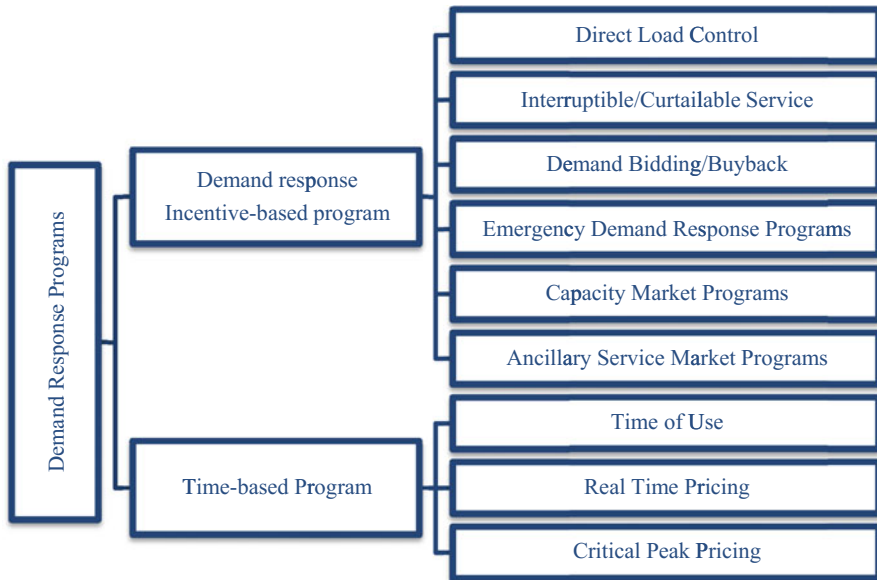 Demand Response Programs
Demand response
Incentive-based program
Direct Load Control
Interruptible/Curtailable Service
Demand Bidding/Buyback
Emergency Demand Response Programs
Capacity Market Programs
Ancillary Service Market Programs
Time-based Program
Time of Use
Real Time Pricing
Critical Peak Pricing